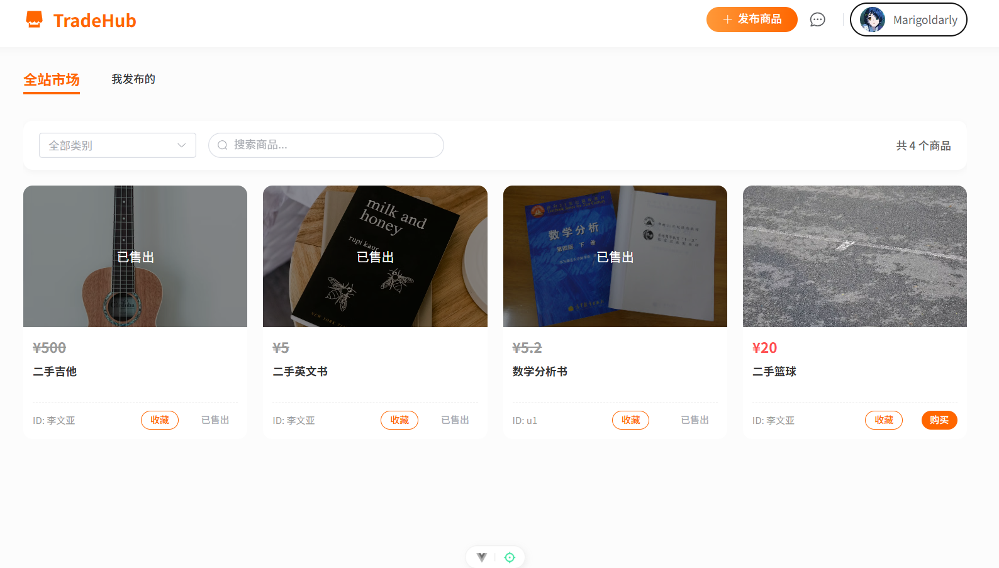 TradeHub
发布商品
Marigoldarly
全站市场
我发布的
全部类别
搜索商品...
共 4 个商品
milk and
honey
rupi kaur
已售出
已售出
数学分析
第四版 下 册
已售出
¥500
二手吉他
ID: 李文亚
收藏
已售出
¥5
二手英文书
ID: 李文亚
收藏
已售出
¥5.2
数学分析书
ID: u1
收藏
已售出
¥20
二手篮球
ID: 李文亚
收藏
购买